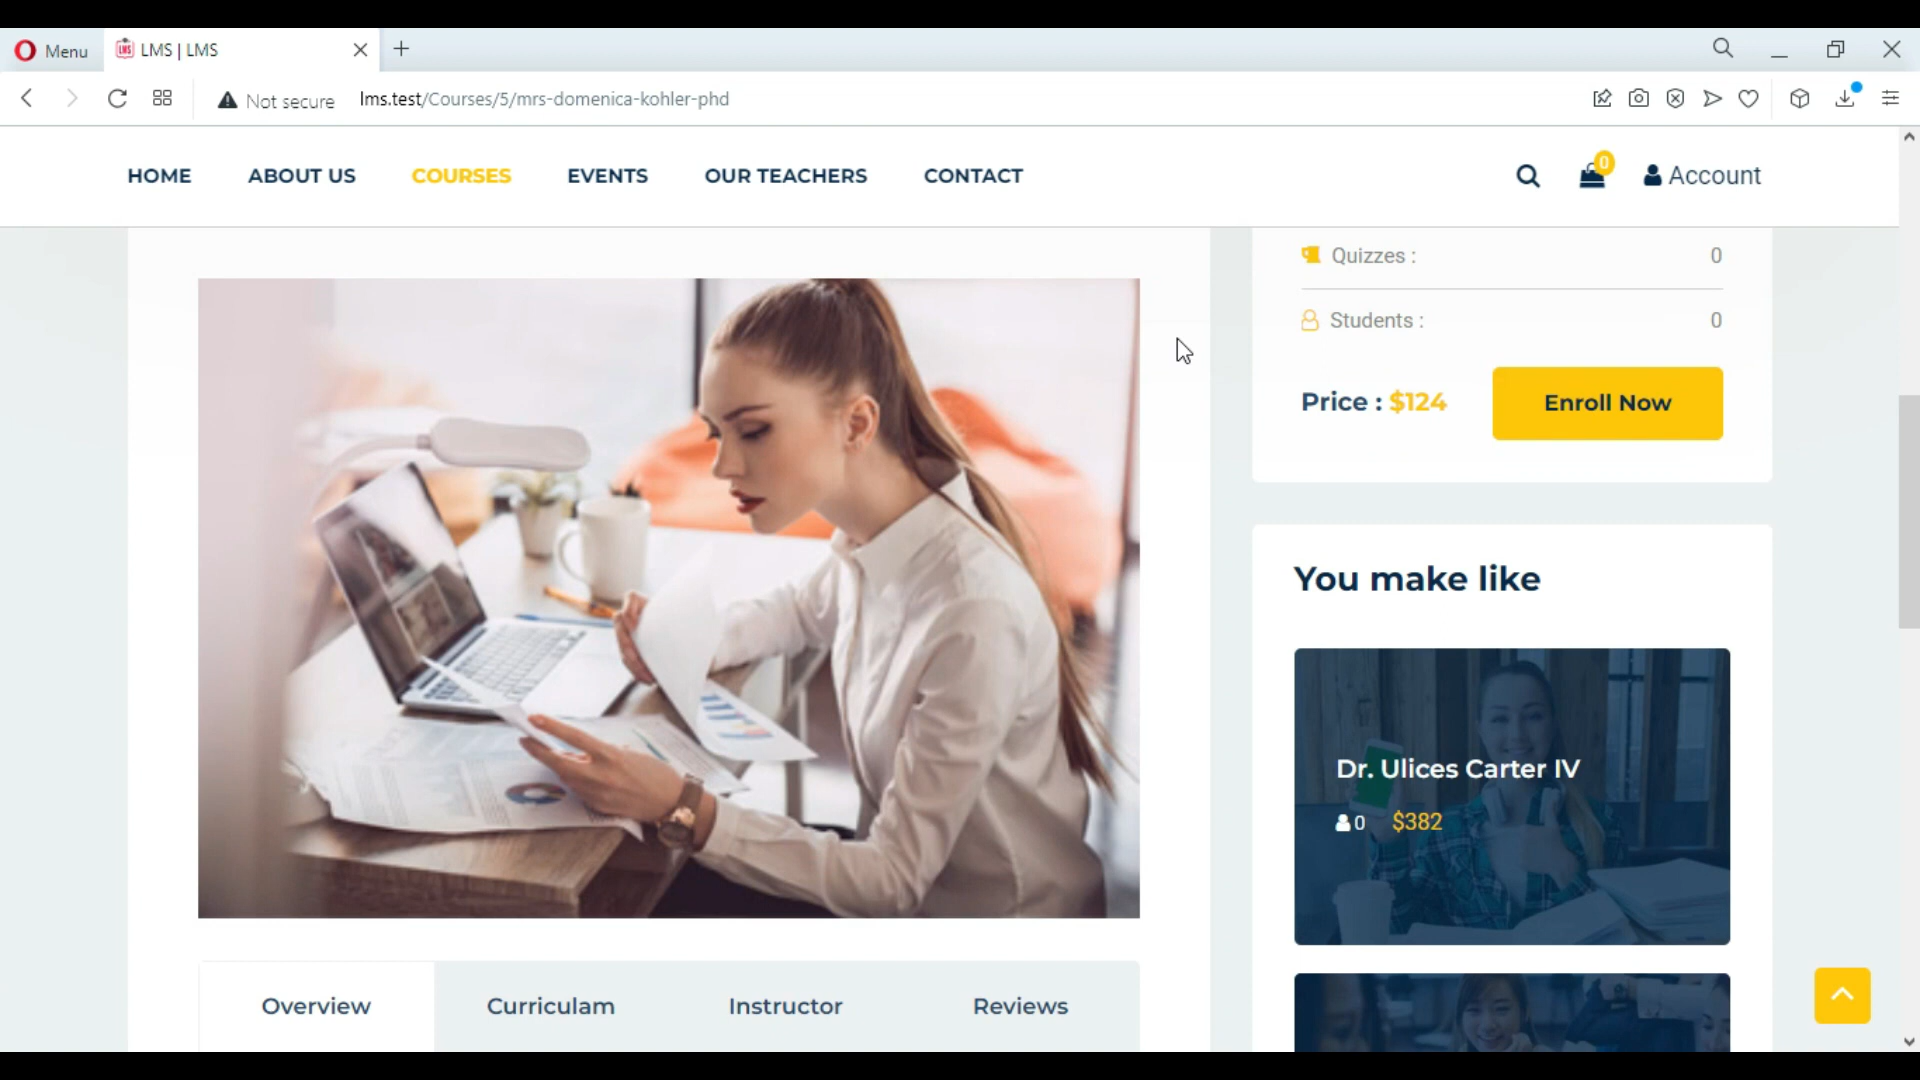 Menu
LMS | LMS
Not secure
lms.test/Courses/5/mrs-domenica-kohler-phd
HOME
ABOUT US
COURSES
EVENTS
OUR TEACHERS
CONTACT
0
Account
Quizzes :
0
Students :
0
Price : $124
Enroll Now
You make like
Dr. Ulices Carter IV
0
$382
Overview
Curriculam
Instructor
Reviews